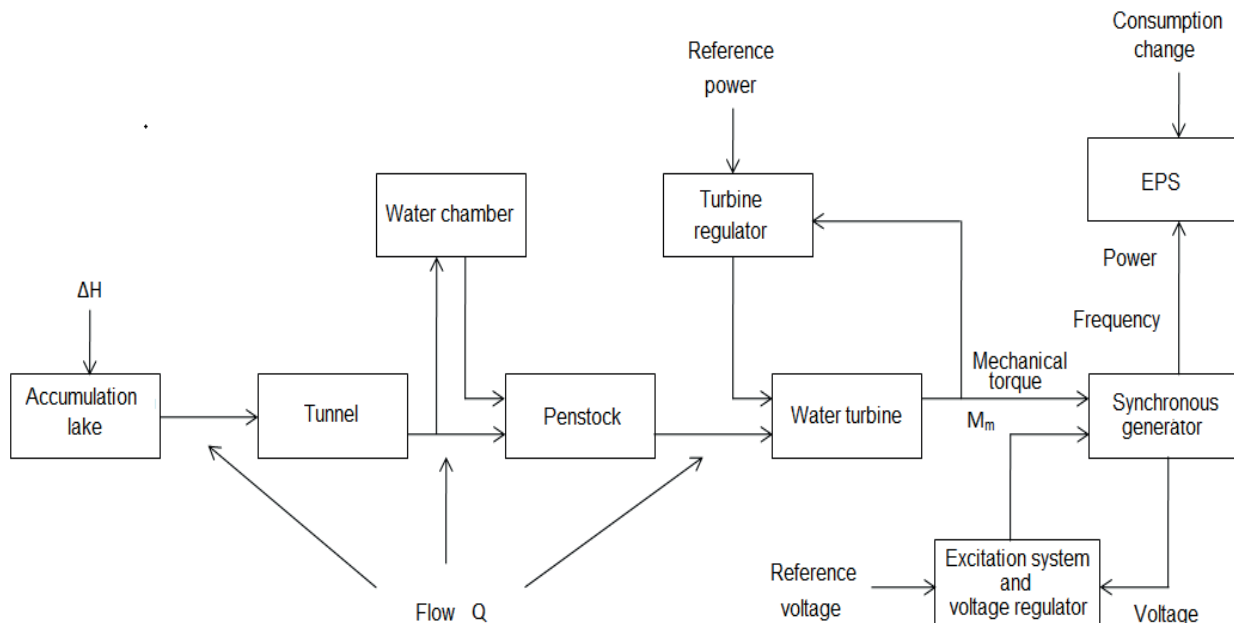 Consumption
change
Reference
power
EPS
Water chamber
Turbine
regulator
Power
ΔH
Frequency
Mechanical
torque
Accumulation
lake
Tunnel
Penstock
Water turbine
Mm
Synchronous
generator
Excitation system
and
voltage regulator
Reference
voltage
Flow Q
Voltage